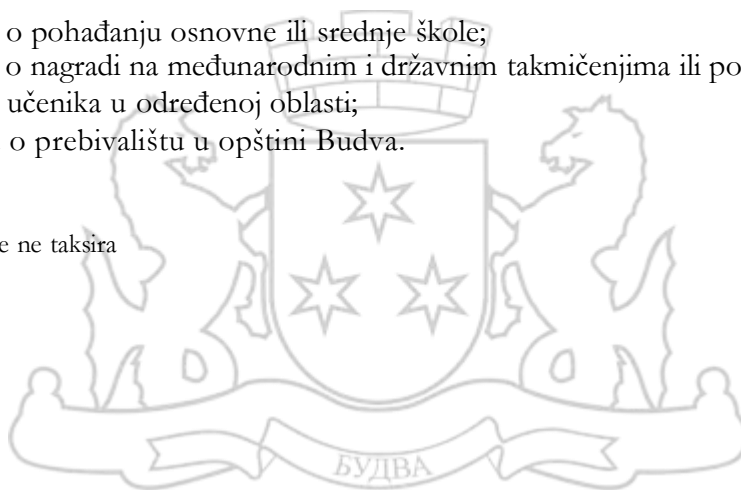 o pohađanju osnovne ili srednje škole;
o nagradi na međunarodnim i državnim takmičenjima ili po
učenika u određenoj oblasti;
o prebivalištu u opštini Budva.
e ne taksira
БУДВА